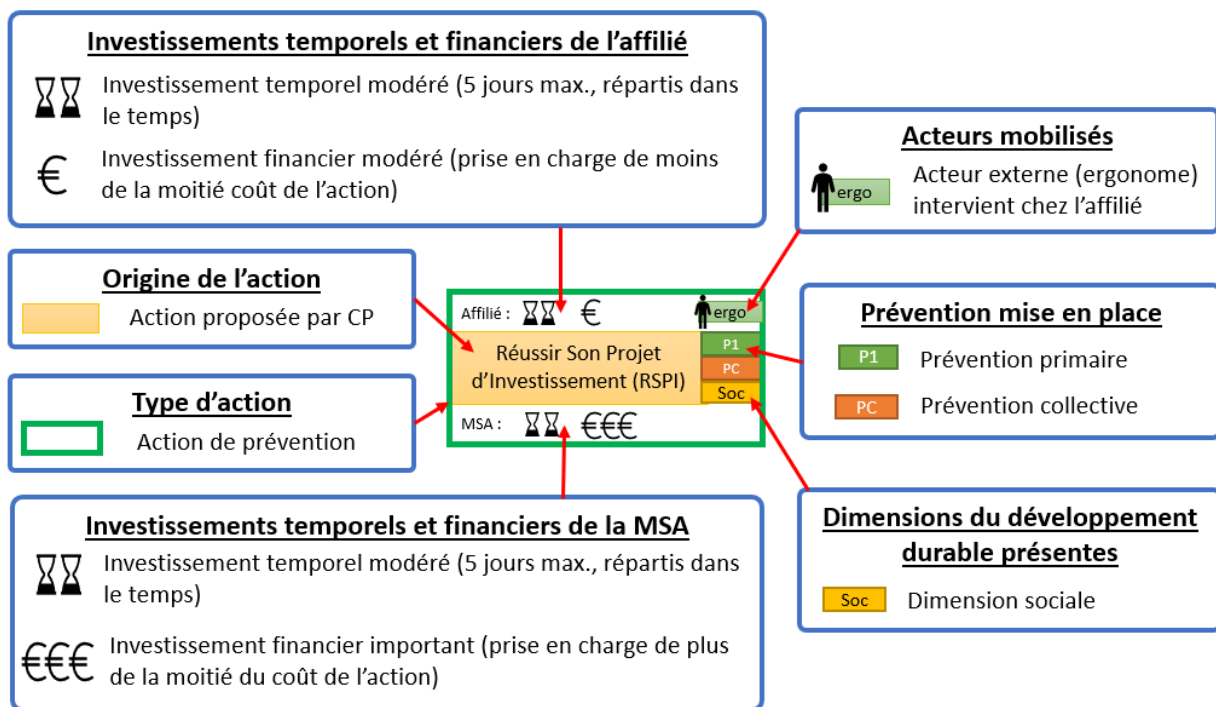 Investissements temporels et financiers de l’affilié
Investissement temporel modéré (5 jours max., répartis dans
le temps)
€
Investissement financier modéré (prise en charge de moins
de la moitié coût de l’action)
Acteurs mobilisés
ergo
Acteur externe (ergonome)
intervient chez l’affilié
Origine de l’action
Action proposée par CP
Type d’action
Action de prévention
Affilié :
€
ergo
Réussir Son Projet
d’Investissement (RSPI)
P1
PC
Soc
MSA :
€€€
Prévention mise en place
P1
Prévention primaire
PC
Prévention collective
Investissements temporels et financiers de la MSA
Investissement temporel modéré (5 jours max., répartis dans
le temps)
€€€
Investissement financier important (prise en charge de plus
de la moitié du coût de l’action)
Dimensions du développement
durable présentes
Soc
Dimension sociale